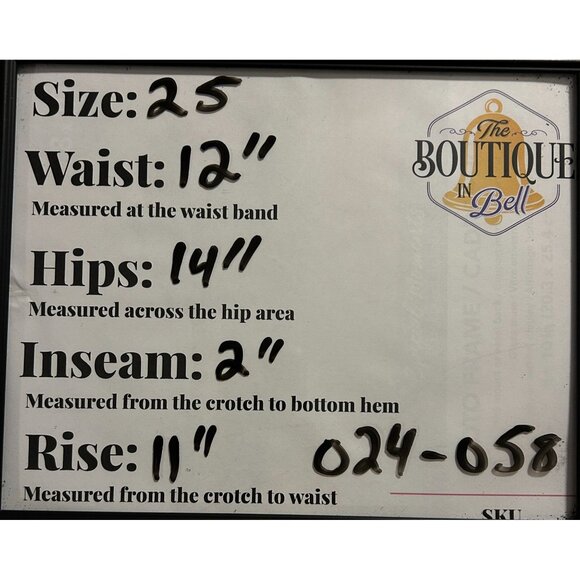 Size: 25
The
BOUTIQUE
IN
Bell
Waist: 12"
Measured at the waist band
Hips: 14"
Measured across the hip area
Inseam: 2"
Measured from the crotch to bottom hem
Rise: 11"
024-058
Measured from the crotch to waist
SKU